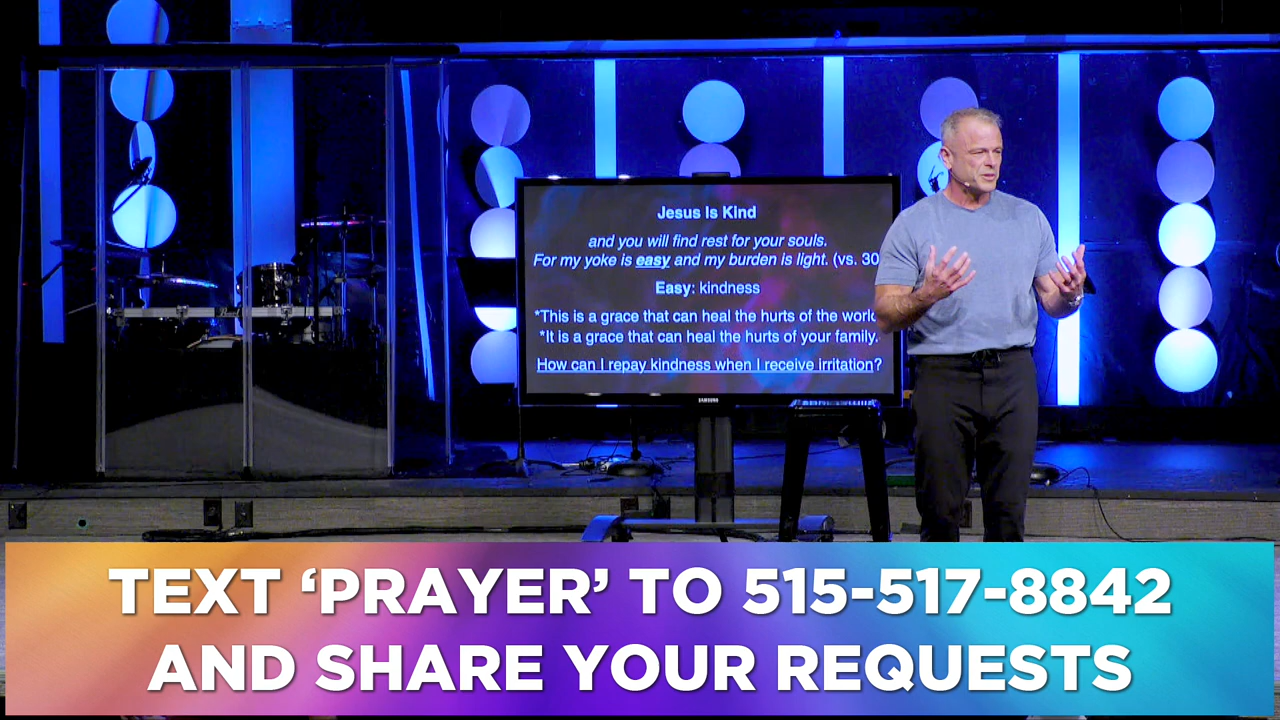 Jesus Is Kind
and you will find rest for your souls.
For my yoke is easy and my burden is light. (vs. 30
Easy: kindness
*This is a grace that can heal the hurts of the world
*It is a grace that can heal the hurts of your family.
How can I repay kindness when I receive irritation?
SAMSUNG
TEXT ‘PRAYER’ TO 515-517-8842
AND SHARE YOUR REQUESTS